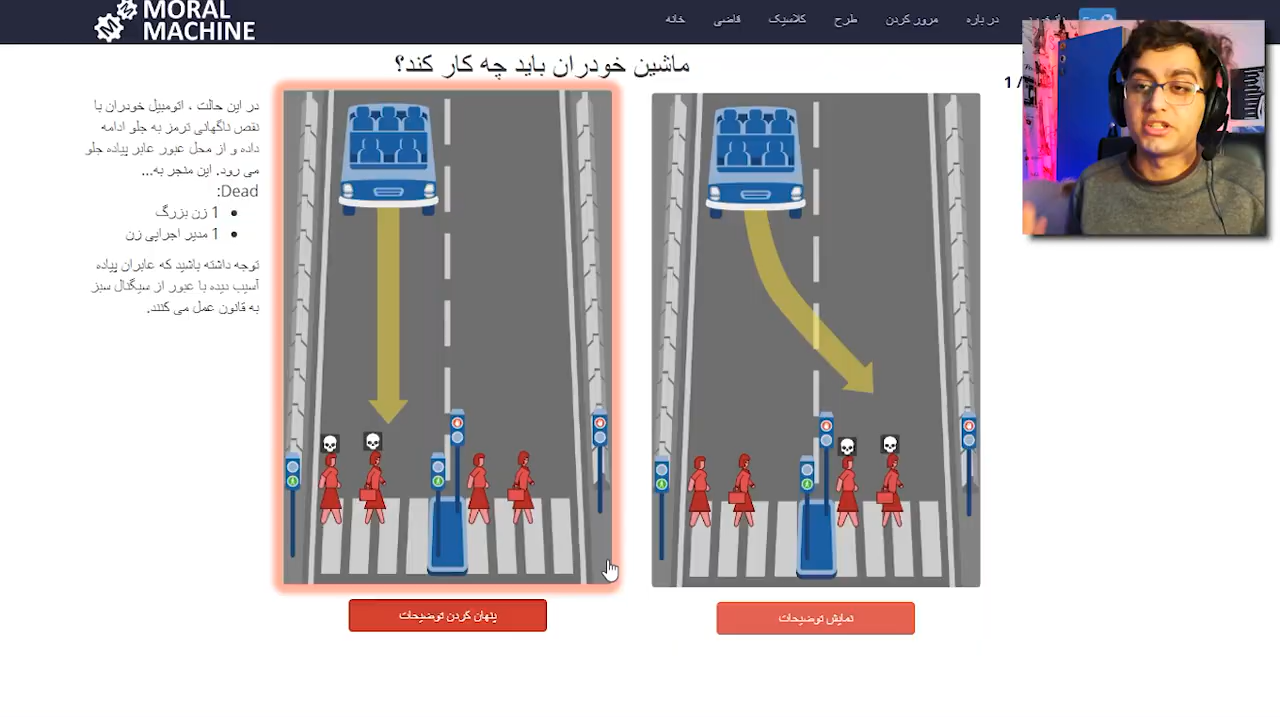 MORAL
MACHINE
خانه
قاضی
کلاسیک
طرح
مرور کردن
در باره
ماشین خودران باید چه کار کند؟
1 /
در این حالت ، اتومبیل خودران با
نقص ناگهانی ترمز به جلو ادامه
داده و از محل عبور عابر پیاده جلو
می رود. این منجر به...
Dead:
1 زن بزرگ
1 مدیر اجرایی زن
توجه داشته باشید که عابران پیاده
آسیب دیده با عبور از سیگنال سبز
به قانون عمل می کنند.
پنهان کردن توضیحات
نمایش توضیحات